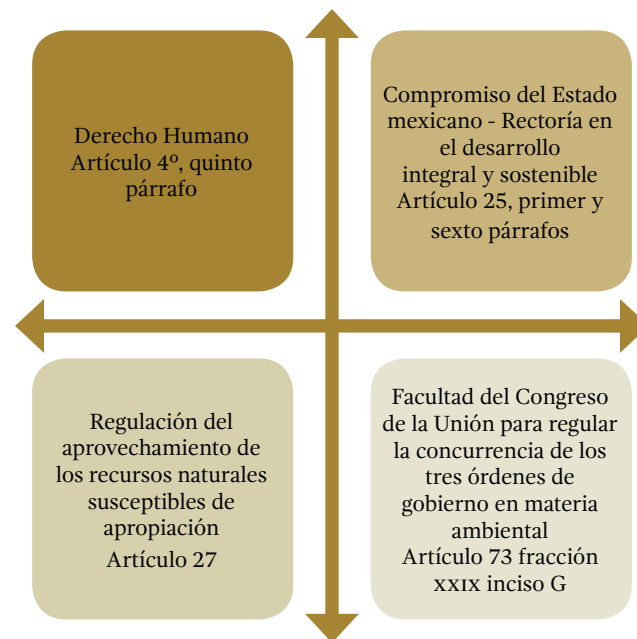 Derecho Humano
Artículo 4º, quinto
párrafo
Compromiso del Estado
mexicano - Rectoría en
el desarrollo
integral y sostenible
Artículo 25, primer y
sexto párrafos
Regulación del
aprovechamiento de
los recursos naturales
susceptibles de
apropiación
Artículo 27
Facultad del Congreso
de la Unión para regular
la concurrencia de los
tres órdenes de
gobierno en materia
ambiental
Artículo 73 fracción
XXIX inciso G